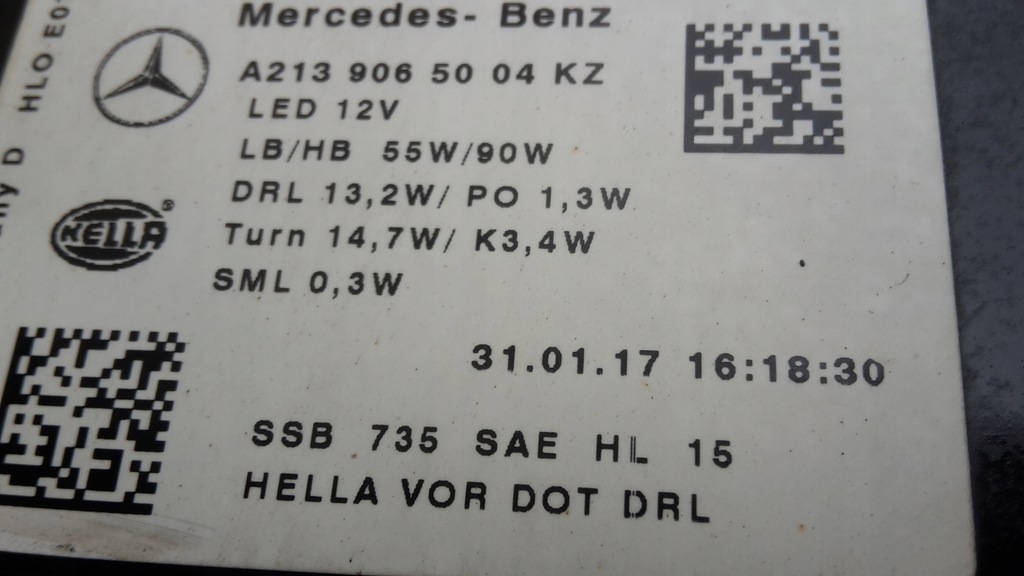 Mercedes- Benz
A213 906 50 04 KZ
LED 12V
LB/HB 55W/90W
DRL 13,2W/ PO 1,3W
Turn 14,7W/ K3,4W
SML 0,3W
HELLA®
31.01.17 16:18:30
SSB 735 SAE HL 15
HELLA VOR DOT DRL
D HLO